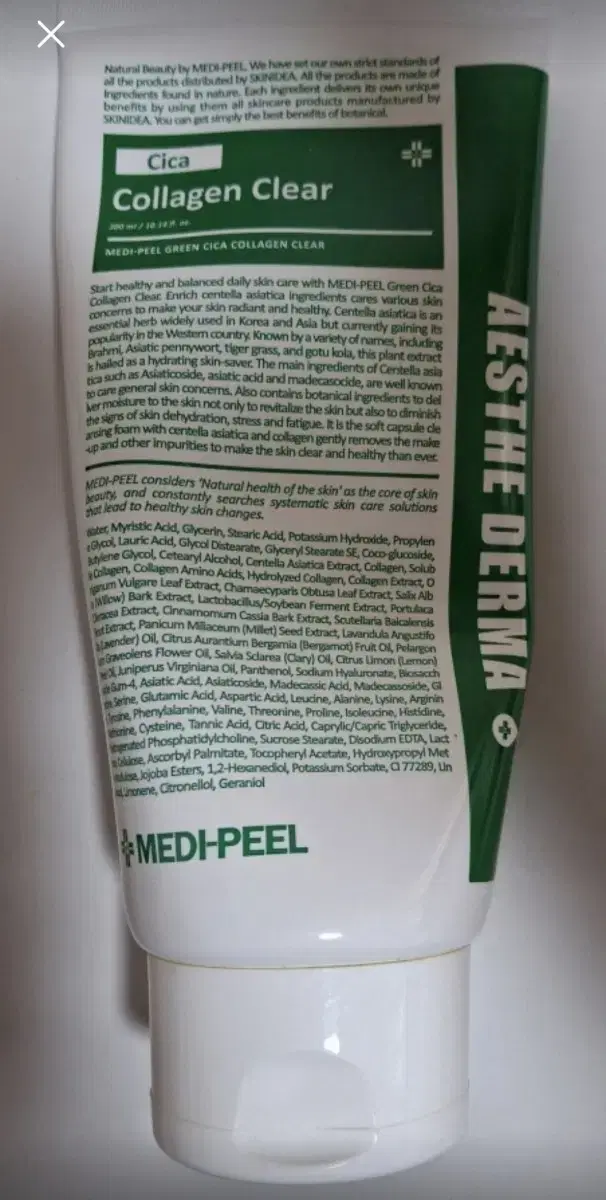 Natural Beauty by MEDI-PEEL. We have set our own strict standards of
all the products distributed by SKINIDEA. All the products are made of
Ingredients found in nature. Each ingredient delivers its own unique
benefits by using them all skincare products manufactured by
SKINIDEA. You can get simply the best benefits of botanical.
Cica
Collagen Clear
300 ml / 10.14 fl. oz.
MEDI-PEEL GREEN CICA COLLAGEN CLEAR
Start healthy and balanced daily skin care with MEDI-PEEL Green Cica
Collagen Clear. Enrich centella asiatica ingredients cares various skin
concerns to make your skin radiant and healthy. Centella asiatica is an
essential herb widely used in Korea and Asia but currently gaining its
popularity in the Western country. Known by a variety of names, including
Brahmi, Asiatic pennywort, tiger grass, and gotu kola, this plant extract
is hailed as a hydrating skin-saver. The main ingredients of Centella asia
tica such as Asiaticoside, asiatic acid and madecasocide, are well known
to care general skin concerns. Also contains botanical ingredients to del
iver moisture to the skin not only to revitalize the skin but also to diminish
the signs of skin dehydration, stress and fatigue. It is the soft capsule cle
ansing foam with centella asiatica and collagen gently removes the make
-up and other impurities to make the skin clear and healthy than ever.
MEDI-PEEL considers 'Natural health of the skin' as the core of skin
beauty, and constantly searches systematic skin care solutions
that lead to healthy skin changes.
Water, Myristic Acid, Glycerin, Stearic Acid, Potassium Hydroxide, Propylen
e Glycol, Lauric Acid, Glycol Distearate, Glyceryl Stearate SE, Coco-glucoside,
Butylene Glycol, Cetearyl Alcohol, Centella Asiatica Extract, Collagen, Solub
le Collagen, Collagen Amino Acids, Hydrolyzed Collagen, Collagen Extract, O
iganum Vulgare Leaf Extract, Chamaecyparis Obtusa Leaf Extract, Salix Alb
(Willow) Bark Extract, Lactobacillus/Soybean Ferment Extract, Portulaca
Oleracea Extract, Cinnamomum Cassia Bark Extract, Scutellaria Baicalensis
Root Extract, Panicum Miliaceum (Millet) Seed Extract, Lavandula Angustifo
(Lavender) Oil, Citrus Aurantium Bergamia (Bergamot) Fruit Oil, Pelargon
Graveolens Flower Oil, Salvia Sclarea (Clary) Oil, Citrus Limon (Lemon)
Oil, Juniperus Virginiana Oil, Panthenol, Sodium Hyaluronate, Biosacch
Gum-4, Asiatic Acid, Asiaticoside, Madecassic Acid, Madecassoside, Gl
Serine, Glutamic Acid, Aspartic Acid, Leucine, Alanine, Lysine, Arginin
Tyrosine, Phenylalanine, Valine, Threonine, Proline, Isoleucine, Histidine,
Cysteine, Tannic Acid, Citric Acid, Caprylic/Capric Triglyceride,
Phosphatidylcholine, Sucrose Stearate, Disodium EDTA, Lact
Cellulose, Ascorbyl Palmitate, Tocopheryl Acetate, Hydroxypropyl Met
Jojoba Esters, 1,2-Hexanediol, Potassium Sorbate, CI 77289, Lin
Limonene, Citronellol, Geraniol
MEDI-PEEL
AESTHE DERMA